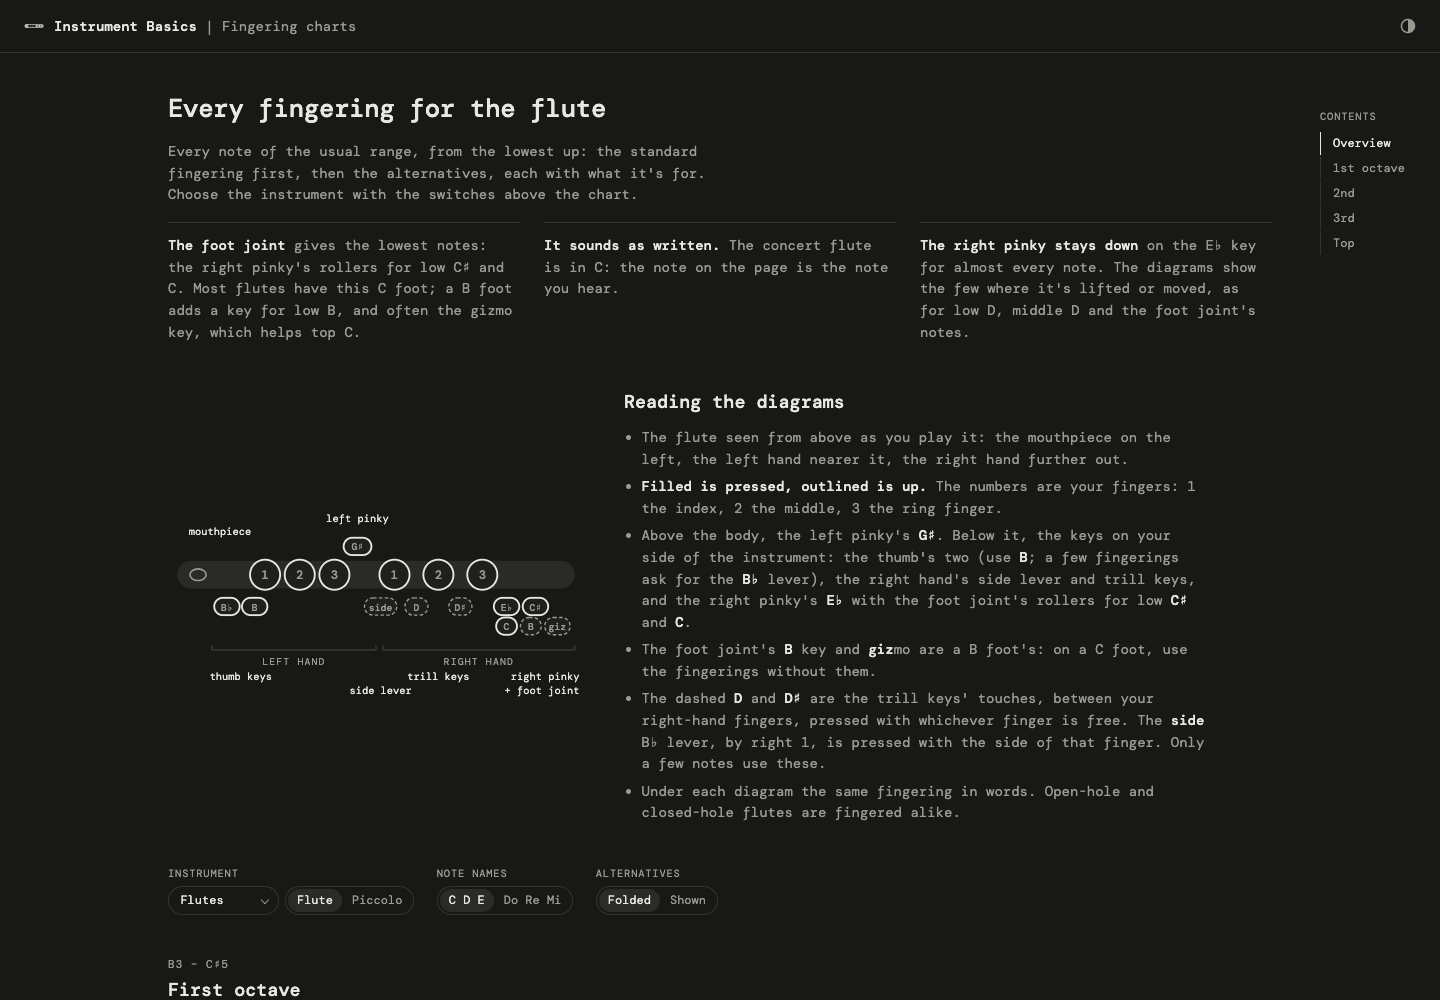 Instrument Basics | Fingering charts
Every fingering for the flute
Every note of the usual range, from the lowest up: the standard
fingering first, then the alternatives, each with what it's for.
Choose the instrument with the switches above the chart.
CONTENTS
Overview
1st octave
2nd
3rd
Top
The foot joint gives the lowest notes:
the right pinky's rollers for low C♯ and
C. Most flutes have this C foot; a B foot
adds a key for low B, and often the gizmo
key, which helps top C.
It sounds as written. The concert flute
is in C: the note on the page is the note
you hear.
The right pinky stays down on the E♭ key
for almost every note. The diagrams show
the few where it's lifted or moved, as
for low D, middle D and the foot joint's
notes.
left pinky
mouthpiece
G♯
1 2 3 1 2 3
B♭ B side D D♯ E♭ C♯
C B giz
LEFT HAND RIGHT HAND
thumb keys trill keys right pinky
side lever + foot joint
Reading the diagrams
• The flute seen from above as you play it: the mouthpiece on the
left, the left hand nearer it, the right hand further out.
• Filled is pressed, outlined is up. The numbers are your fingers: 1
the index, 2 the middle, 3 the ring finger.
• Above the body, the left pinky's G♯. Below it, the keys on your
side of the instrument: the thumb's two (use B; a few fingerings
ask for the B♭ lever), the right hand's side lever and trill keys,
and the right pinky's E♭ with the foot joint's rollers for low C♯
and C.
• The foot joint's B key and gizmo are a B foot's: on a C foot, use
the fingerings without them.
• The dashed D and D♯ are the trill keys' touches, between your
right-hand fingers, pressed with whichever finger is free. The side
B♭ lever, by right 1, is pressed with the side of that finger. Only
a few notes use these.
• Under each diagram the same fingering in words. Open-hole and
closed-hole flutes are fingered alike.
INSTRUMENT NOTE NAMES ALTERNATIVES
Flutes Flute Piccolo C D E Do Re Mi Folded Shown
B3 – C♯5
First octave